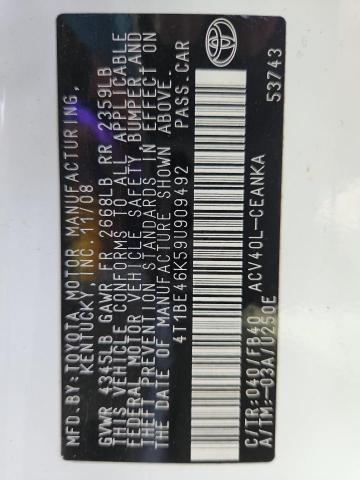 MFD.BY:TOYOTA MOTOR MANUFACTURING,
KENTUCKY, INC. 11/08
GVWR 4345LB GAWR FR 2668LB RR 2359LB
THIS VEHICLE CONFORMS TO ALL APPLICABLE
FEDERAL MOTOR VEHICLE SAFETY, BUMPER, AND
THEFT PREVENTION STANDARDS IN EFFECT ON
THE DATE OF MANUFACTURE SHOWN ABOVE.
4T1BE46K59U909492 PASS.CAR
C/TR:040/FB40 ACV40L-CEANKA
A/TM:-03A/U250E 53743